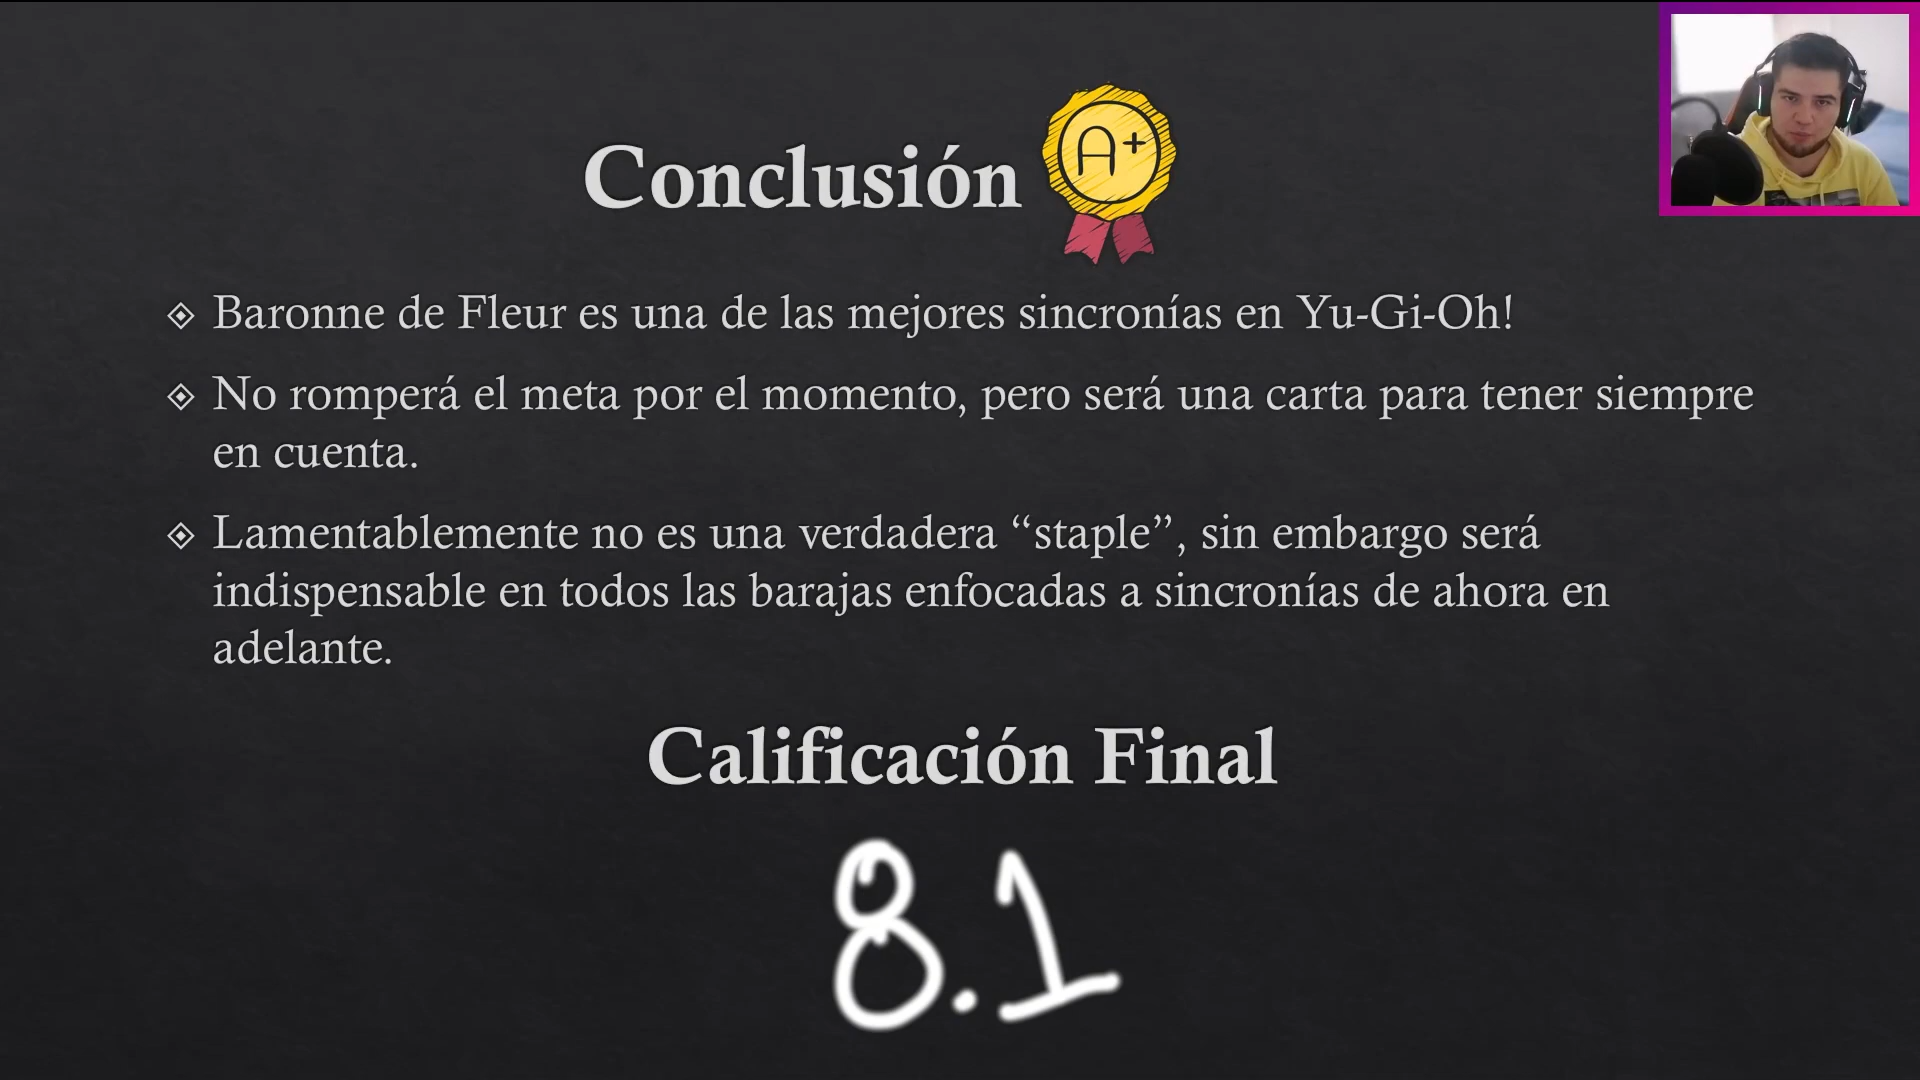 Conclusión
A+
Baronne de Fleur es una de las mejores sincronías en Yu-Gi-Oh!
No romperá el meta por el momento, pero será una carta para tener siempre
en cuenta.
Lamentablemente no es una verdadera “staple”, sin embargo será
indispensable en todos las barajas enfocadas a sincronías de ahora en
adelante.
Calificación Final
8.1